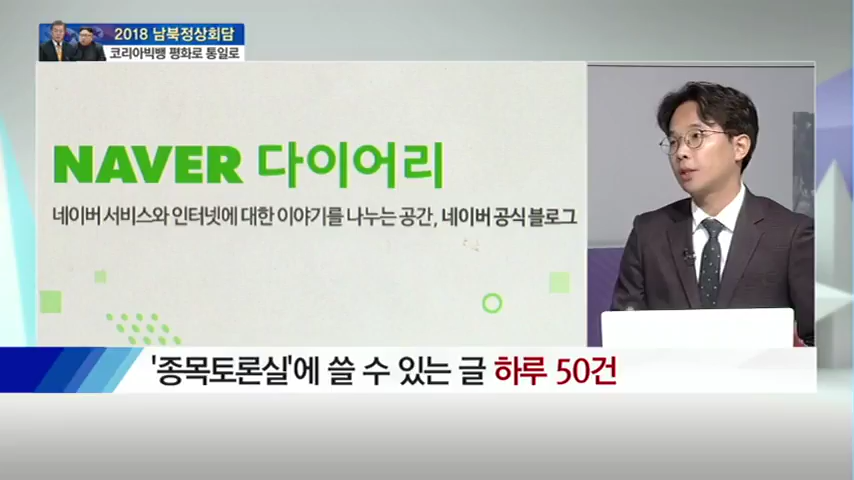 2018 남북정상회담
코리아빅뱅 평화로 통일로
NAVER 다이어리
네이버 서비스와 인터넷에 대한 이야기를 나누는 공간, 네이버 공식 블로그
'종목토론실'에 쓸 수 있는 글 하루 50건